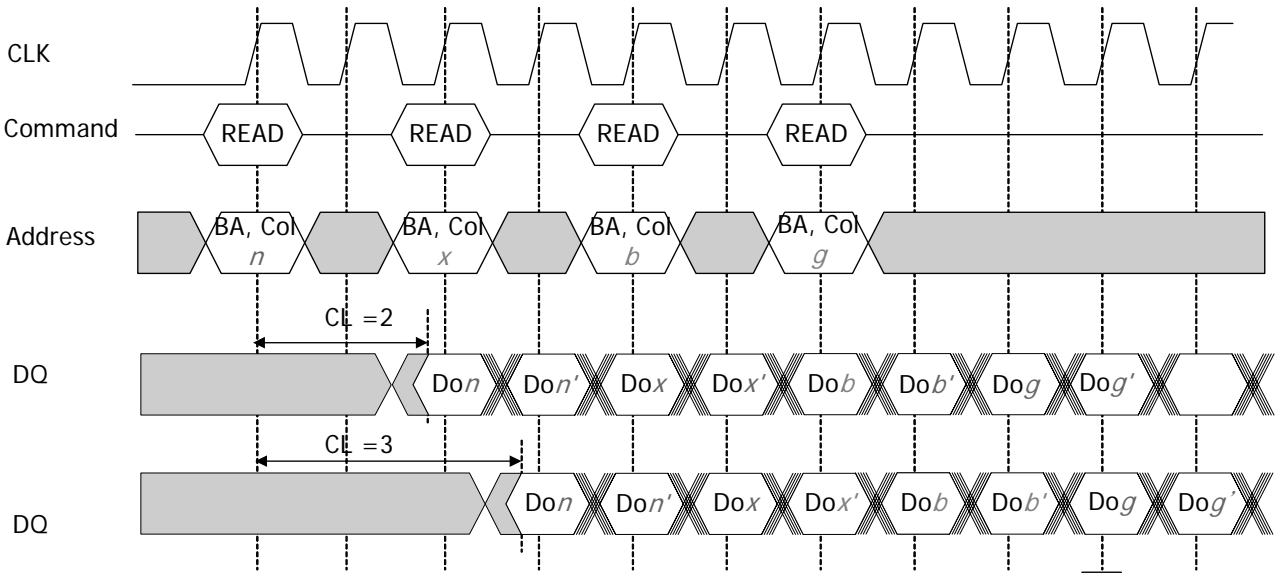 CLK
Command READ READ READ READ
Address BA, Col BA, Col BA, Col BA, Col
n x b g
CL =2
DQ Don Don' Dox Dox' Dob Dob' Dog Dog'
CL =3
DQ Don Don' Dox Dox' Dob Dob' Dog Dog'